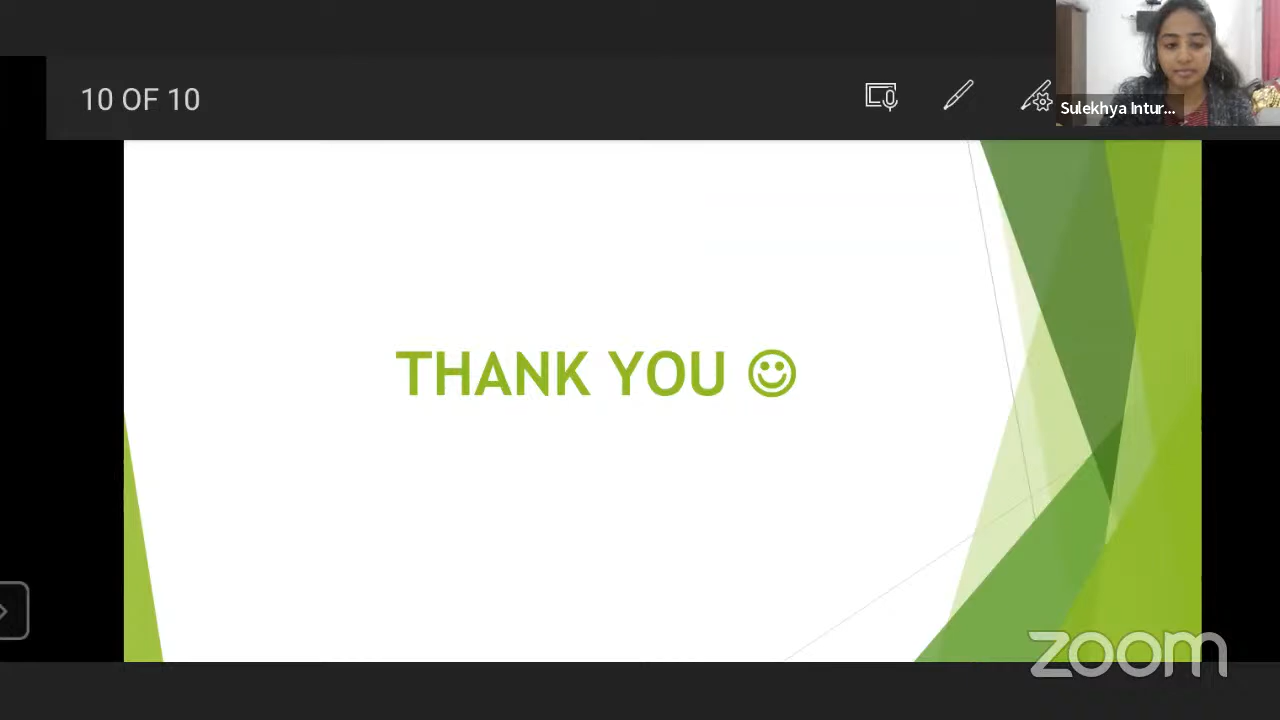 10 OF 10
Sulekhya Intur...
THANK YOU ☺
zoom